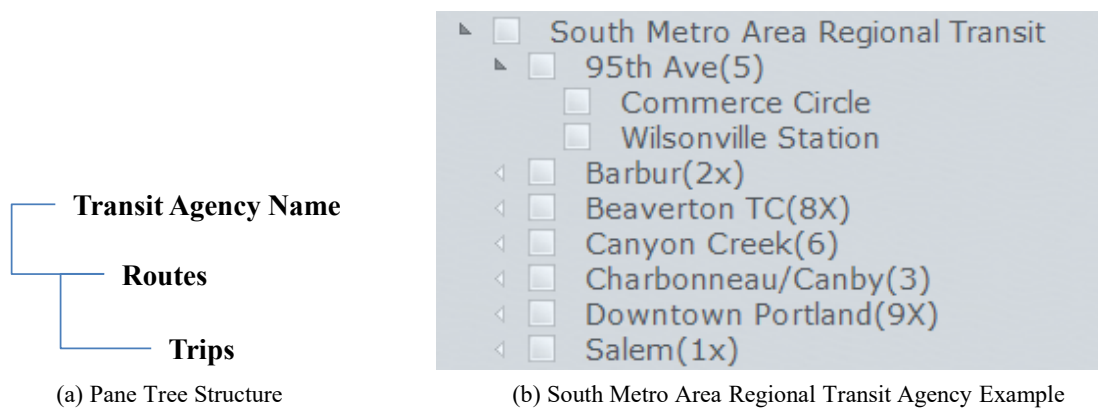 Transit Agency Name
Routes
Trips
(a) Pane Tree Structure
South Metro Area Regional Transit
95th Ave(5)
Commerce Circle
Wilsonville Station
Barbur(2x)
Beaverton TC(8X)
Canyon Creek(6)
Charbonneau/Canby(3)
Downtown Portland(9X)
Salem(1x)
(b) South Metro Area Regional Transit Agency Example